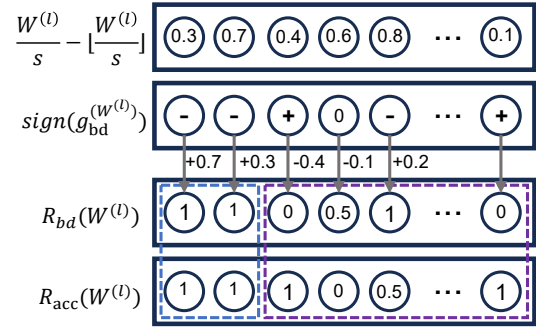 W^(l)/s − ⌊W^(l)/s⌋ 0.3 0.7 0.4 0.6 0.8 ··· 0.1
sign(g_bd^(W^(l))) - - + 0 - ··· +
+0.7 +0.3 -0.4 -0.1 +0.2
R_bd(W^(l)) 1 1 0 0.5 1 ··· 0
R_acc(W^(l)) 1 1 1 0 0.5 ··· 1